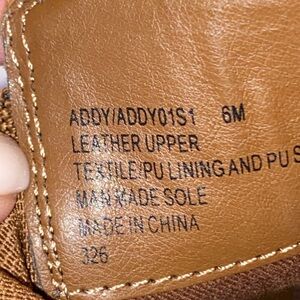 ADDY/ADDY01S1 6M
LEATHER UPPER
TEXTILE/PU LINING AND PU S
MAN MADE SOLE
MADE IN CHINA
326